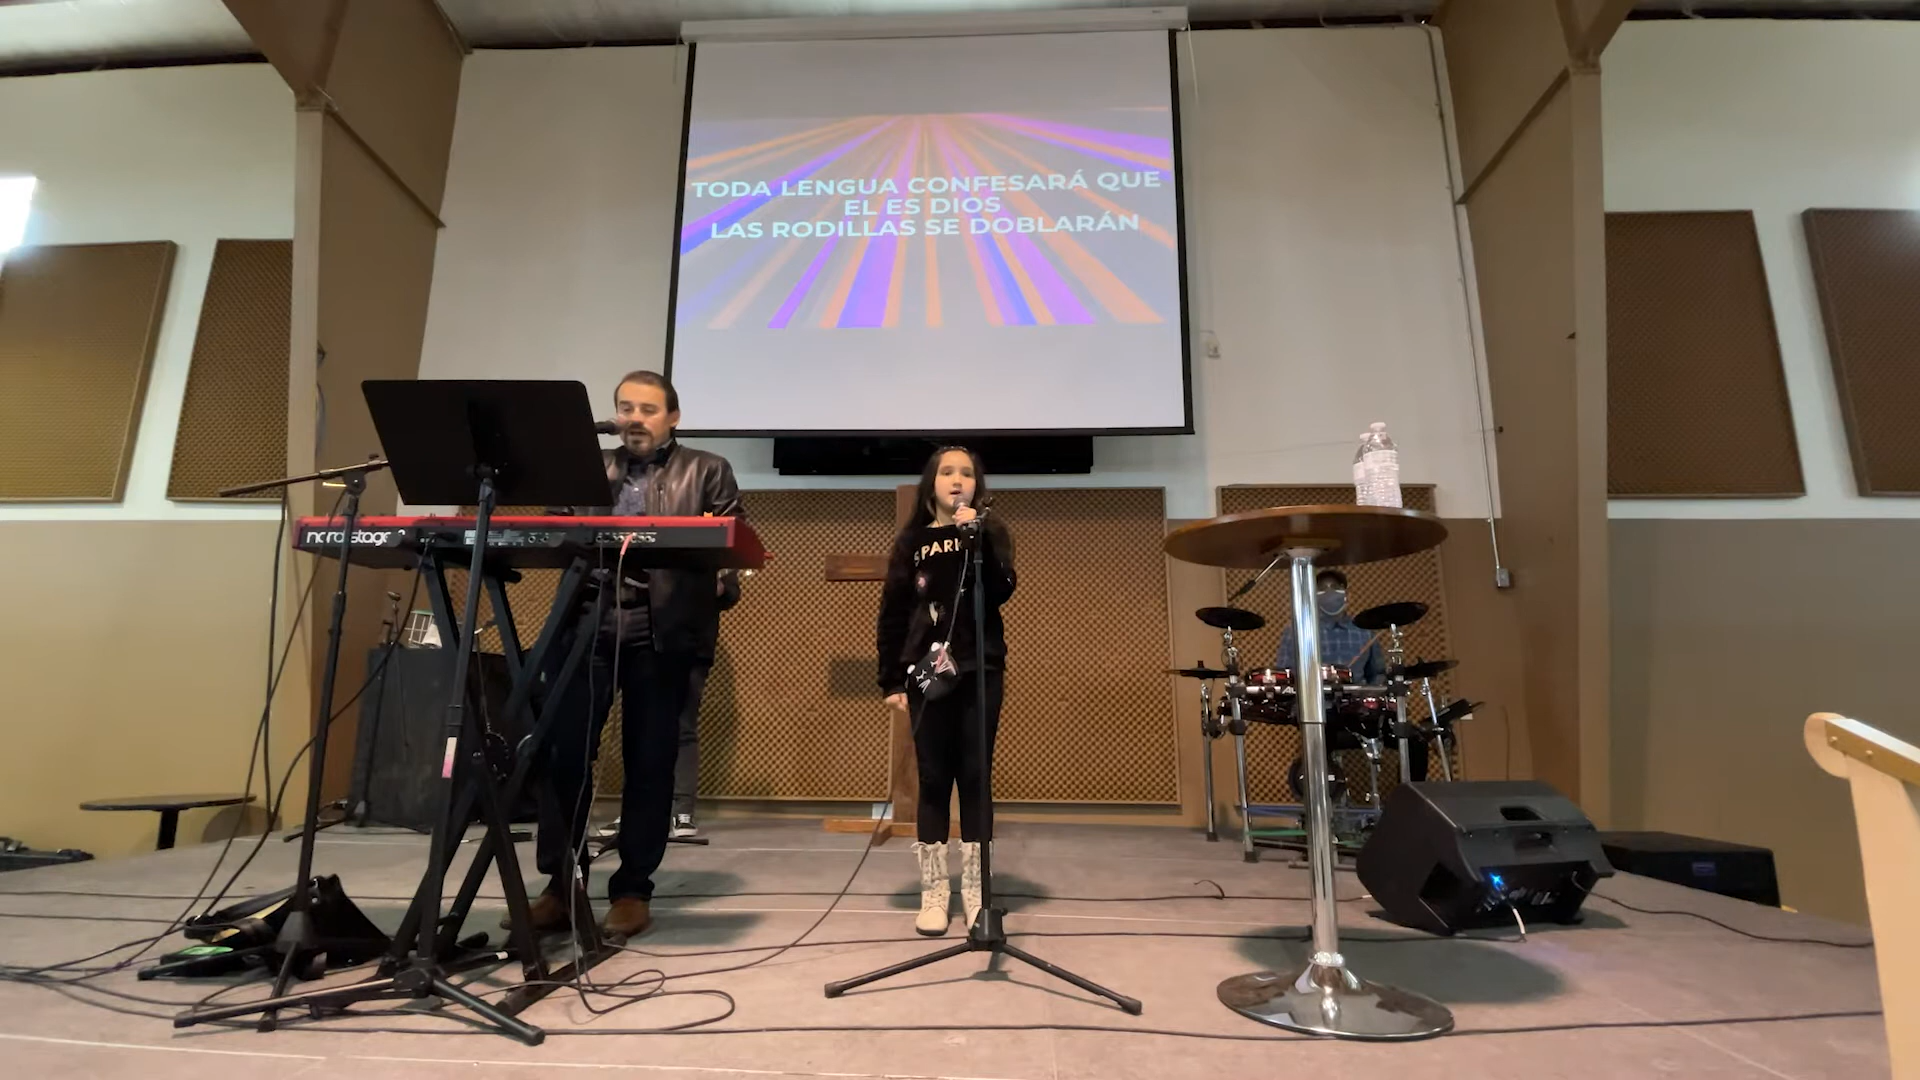 TODA LENGUA CONFESARÁ QUE
EL ES DIOS
LAS RODILLAS SE DOBLARÁN
nord stage
SPARK